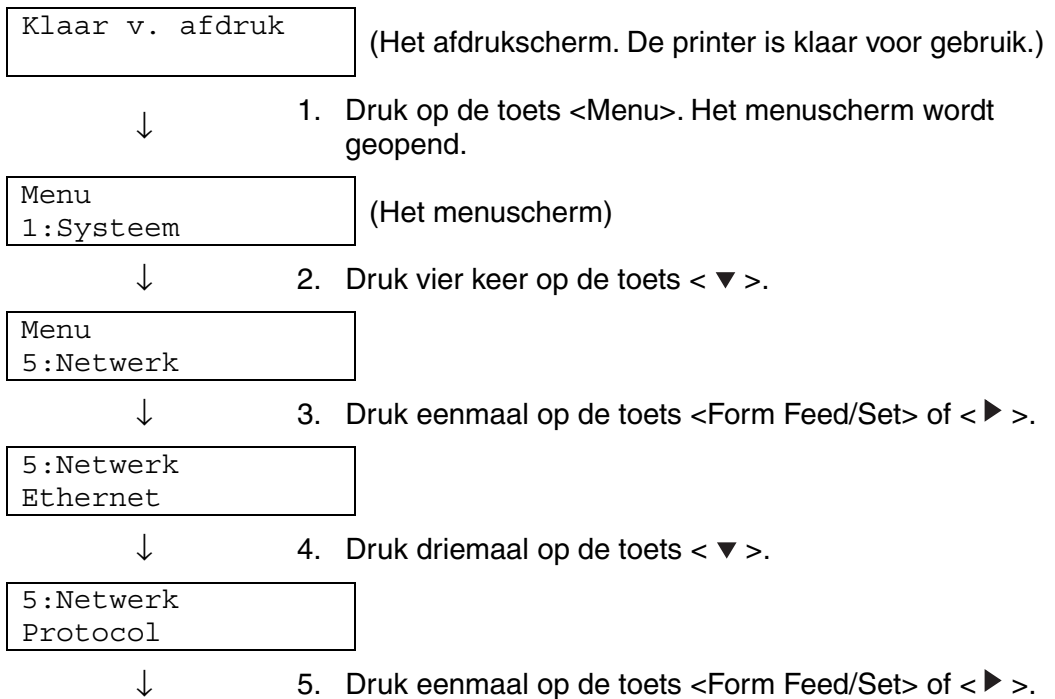 Klaar v. afdruk
(Het afdrukscherm. De printer is klaar voor gebruik.)
↓
1. Druk op de toets <Menu>. Het menuscherm wordt
geopend.
Menu
1:Systeem
(Het menuscherm)
↓
2. Druk vier keer op de toets < ▼ >.
Menu
5:Netwerk
↓
3. Druk eenmaal op de toets <Form Feed/Set> of < ▶ >.
5:Netwerk
Ethernet
↓
4. Druk driemaal op de toets < ▼ >.
5:Netwerk
Protocol
↓
5. Druk eenmaal op de toets <Form Feed/Set> of < ▶ >.